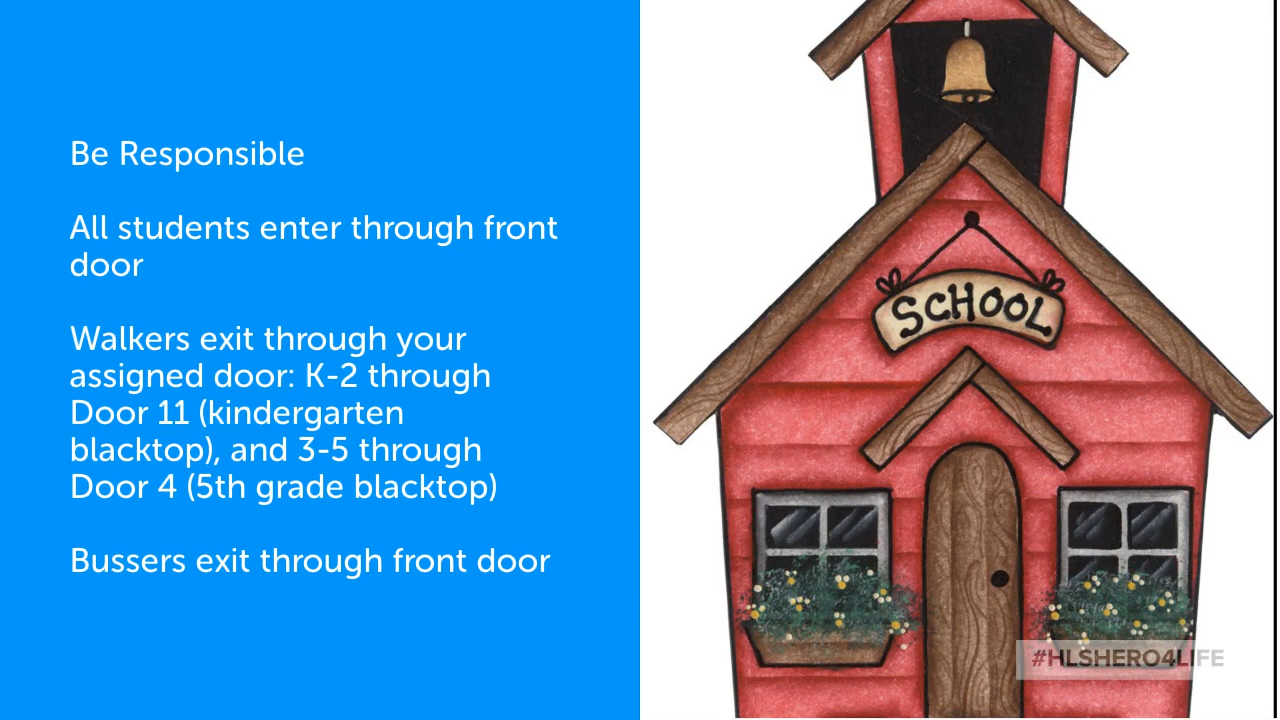 Be Responsible
All students enter through front
door
Walkers exit through your
assigned door: K-2 through
Door 11 (kindergarten
blacktop), and 3-5 through
Door 4 (5th grade blacktop)
Bussers exit through front door
SCHOOL
#HLSHERO4LIFE